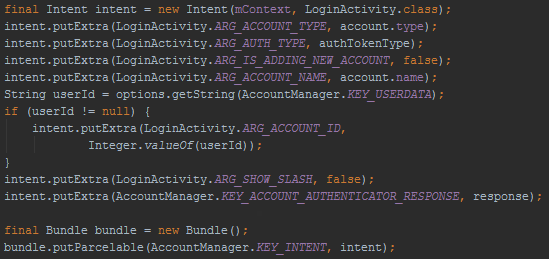 final Intent intent = new Intent(mContext, LoginActivity.class);
intent.putExtra(LoginActivity.ARG_ACCOUNT_TYPE, account.type);
intent.putExtra(LoginActivity.ARG_AUTH_TYPE, authTokenType);
intent.putExtra(LoginActivity.ARG_IS_ADDING_NEW_ACCOUNT, false);
intent.putExtra(LoginActivity.ARG_ACCOUNT_NAME, account.name);
String userId = options.getString(AccountManager.KEY_USERDATA);
if (userId != null) {
    intent.putExtra(LoginActivity.ARG_ACCOUNT_ID,
            Integer.valueOf(userId));
}
intent.putExtra(LoginActivity.ARG_SHOW_SLASH, false);
intent.putExtra(AccountManager.KEY_ACCOUNT_AUTHENTICATOR_RESPONSE, response);
final Bundle bundle = new Bundle();
bundle.putParcelable(AccountManager.KEY_INTENT, intent);